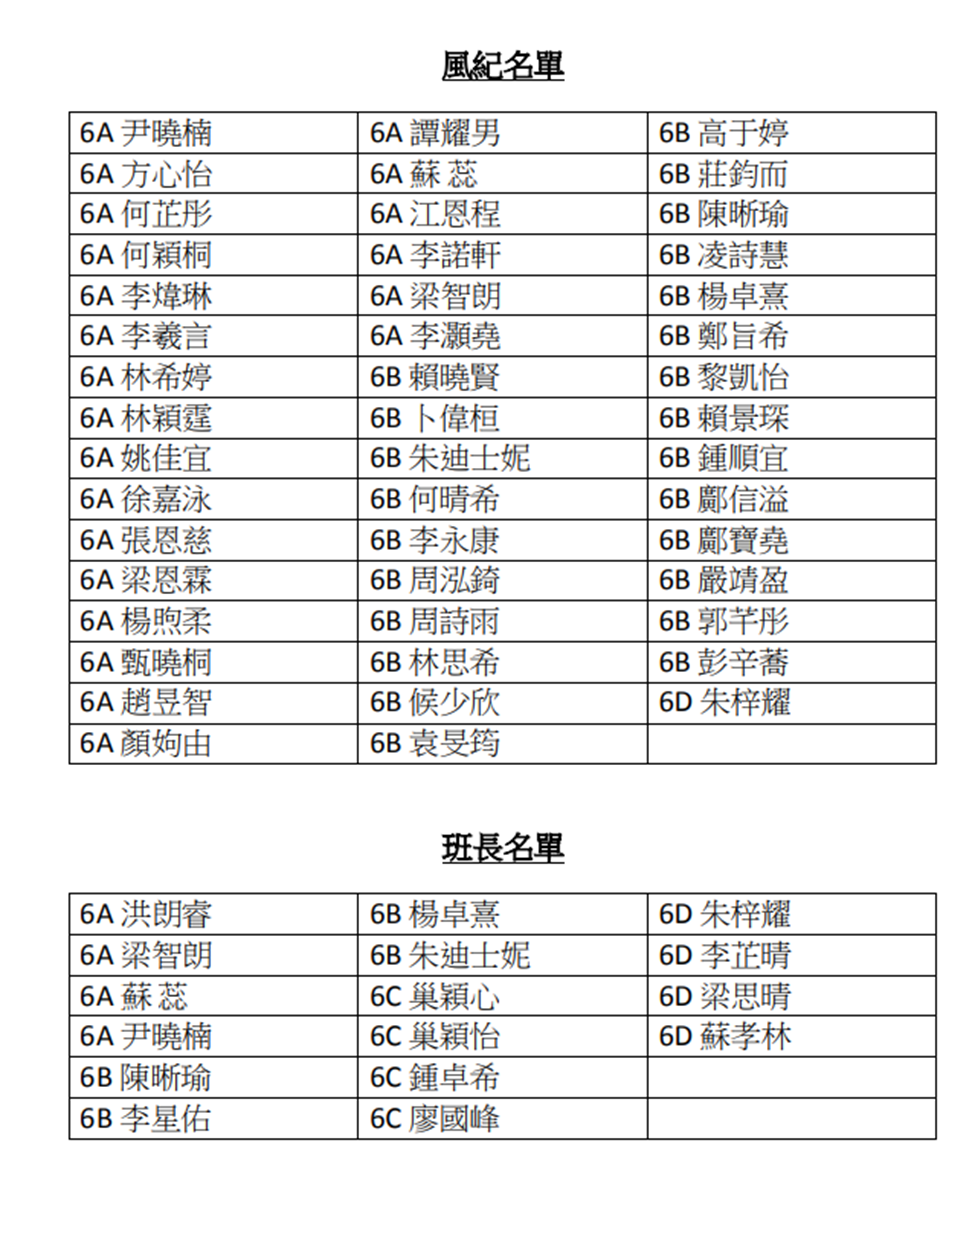 風紀名單
6A 尹曉楠 6A 譚耀男 6B 高于婷
6A 方心怡 6A 蘇 蕊 6B 莊鈞而
6A 何芷彤 6A 江恩程 6B 陳晰瑜
6A 何穎桐 6A 李諾軒 6B 凌詩慧
6A 李煒琳 6A 梁智朗 6B 楊卓熹
6A 李羲言 6A 李灝堯 6B 鄭旨希
6A 林希婷 6B 賴曉賢 6B 黎凱怡
6A 林穎霆 6B 卜偉桓 6B 賴景琛
6A 姚佳宜 6B 朱迪士妮 6B 鍾順宜
6A 徐嘉泳 6B 何晴希 6B 鄺信溢
6A 張恩慈 6B 李永康 6B 鄺寶堯
6A 梁恩霖 6B 周泓錡 6B 嚴靖盈
6A 楊煦柔 6B 周詩雨 6B 郭芊彤
6A 甄曉桐 6B 林思希 6B 彭辛蕎
6A 趙昱智 6B 候少欣 6D 朱梓耀
6A 顏姁由 6B 袁旻筠
班長名單
6A 洪朗睿 6B 楊卓熹 6D 朱梓耀
6A 梁智朗 6B 朱迪士妮 6D 李芷晴
6A 蘇 蕊 6C 巢穎心 6D 梁思晴
6A 尹曉楠 6C 巢穎怡 6D 蘇孝林
6B 陳晰瑜 6C 鍾卓希
6B 李星佑 6C 廖國峰